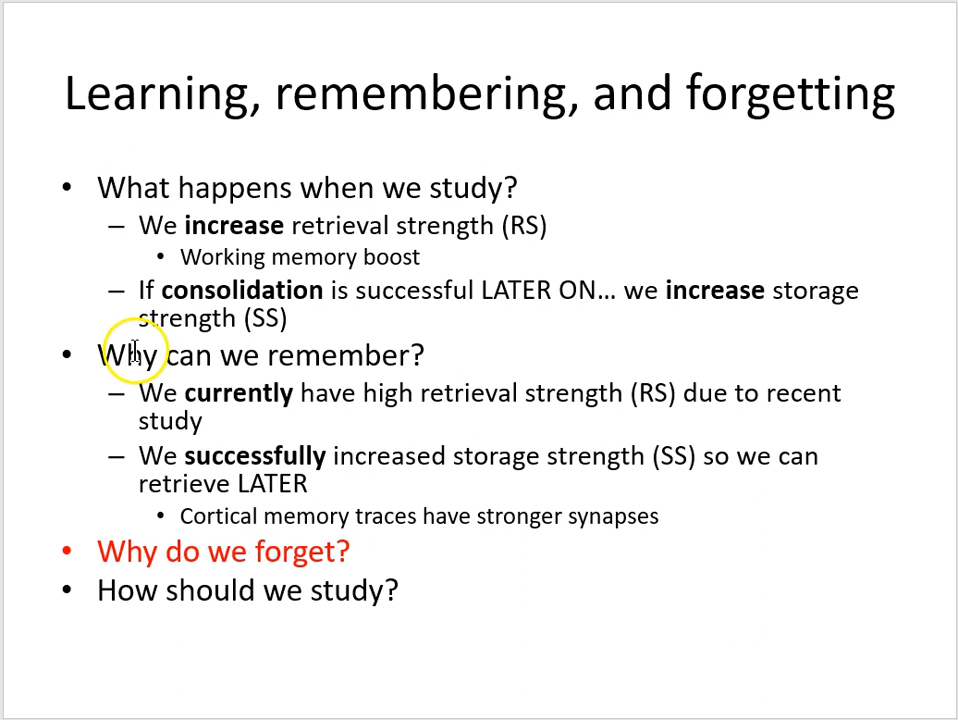 Learning, remembering, and forgetting
• What happens when we study?
– We increase retrieval strength (RS)
• Working memory boost
– If consolidation is successful LATER ON… we increase storage
strength (SS)
• Why can we remember?
– We currently have high retrieval strength (RS) due to recent
study
– We successfully increased storage strength (SS) so we can
retrieve LATER
• Cortical memory traces have stronger synapses
• Why do we forget?
• How should we study?